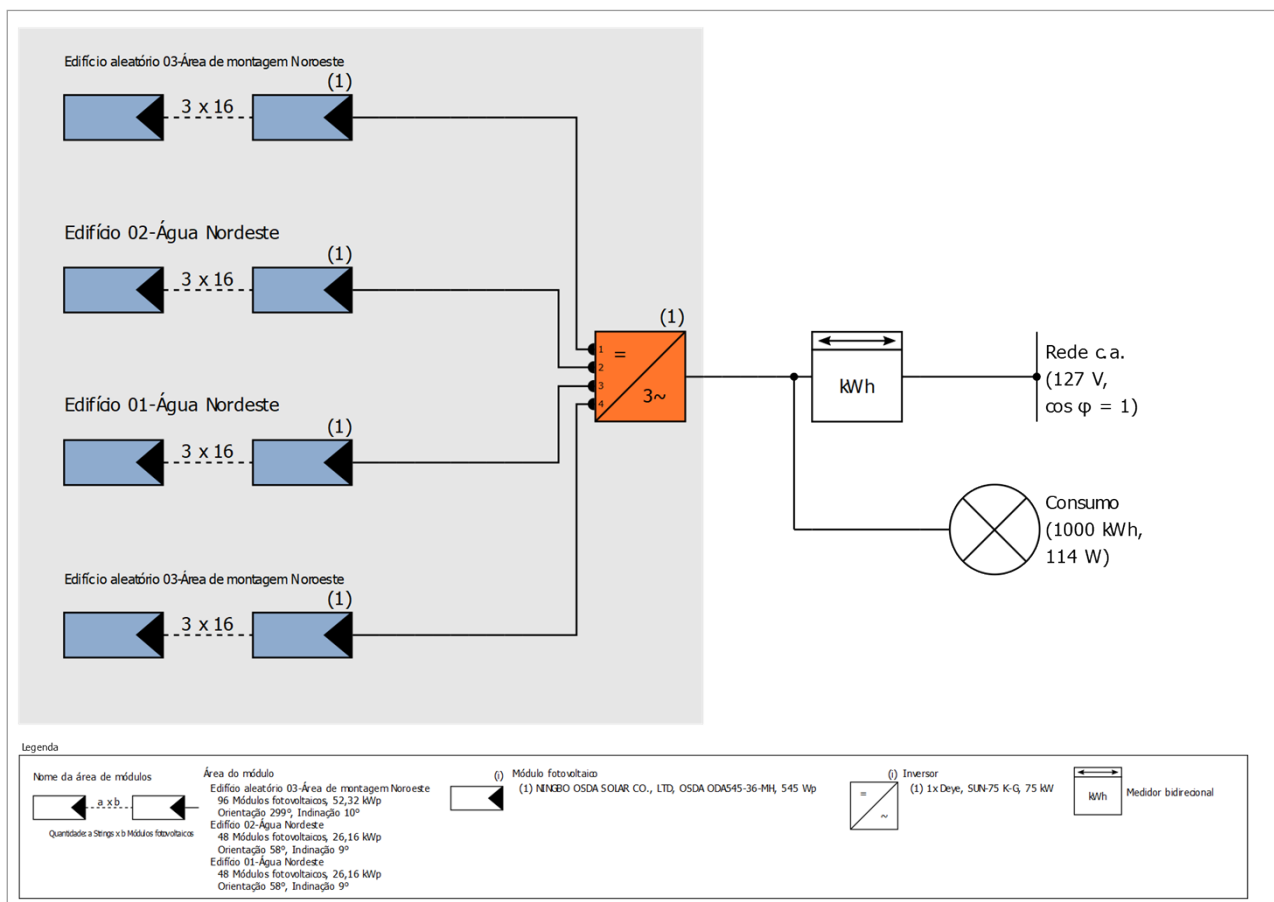 Edifício aleatório 03-Área de montagem Noroeste
(1)
3 x 16
Edifício 02-Água Nordeste
(1)
3 x 16
(1)
1
=
2
3
3~
4
kWh
Rede c.a.
(127 V,
cos φ = 1)
Edifício 01-Água Nordeste
(1)
3 x 16
Consumo
(1000 kWh,
114 W)
Edifício aleatório 03-Área de montagem Noroeste
(1)
3 x 16
Legenda
Nome da área de módulos
a x b
Quantidade: a Strings x b Módulos fotovoltaicos
Área do módulo
Edifício aleatório 03-Área de montagem Noroeste
96 Módulos fotovoltaicos, 52,32 kWp
Orientação 299°, Inclinação 10°
Edifício 02-Água Nordeste
48 Módulos fotovoltaicos, 26,16 kWp
Orientação 58°, Inclinação 9°
Edifício 01-Água Nordeste
48 Módulos fotovoltaicos, 26,16 kWp
Orientação 58°, Inclinação 9°
(i) Módulo fotovoltaico
(1) NINGBO OSDA SOLAR CO., LTD, OSDA ODA545-36-MH, 545 Wp
(i) Inversor
=
~
(1) 1x Deye, SUN-75 K-G, 75 kW
kWh
Medidor bidirecional